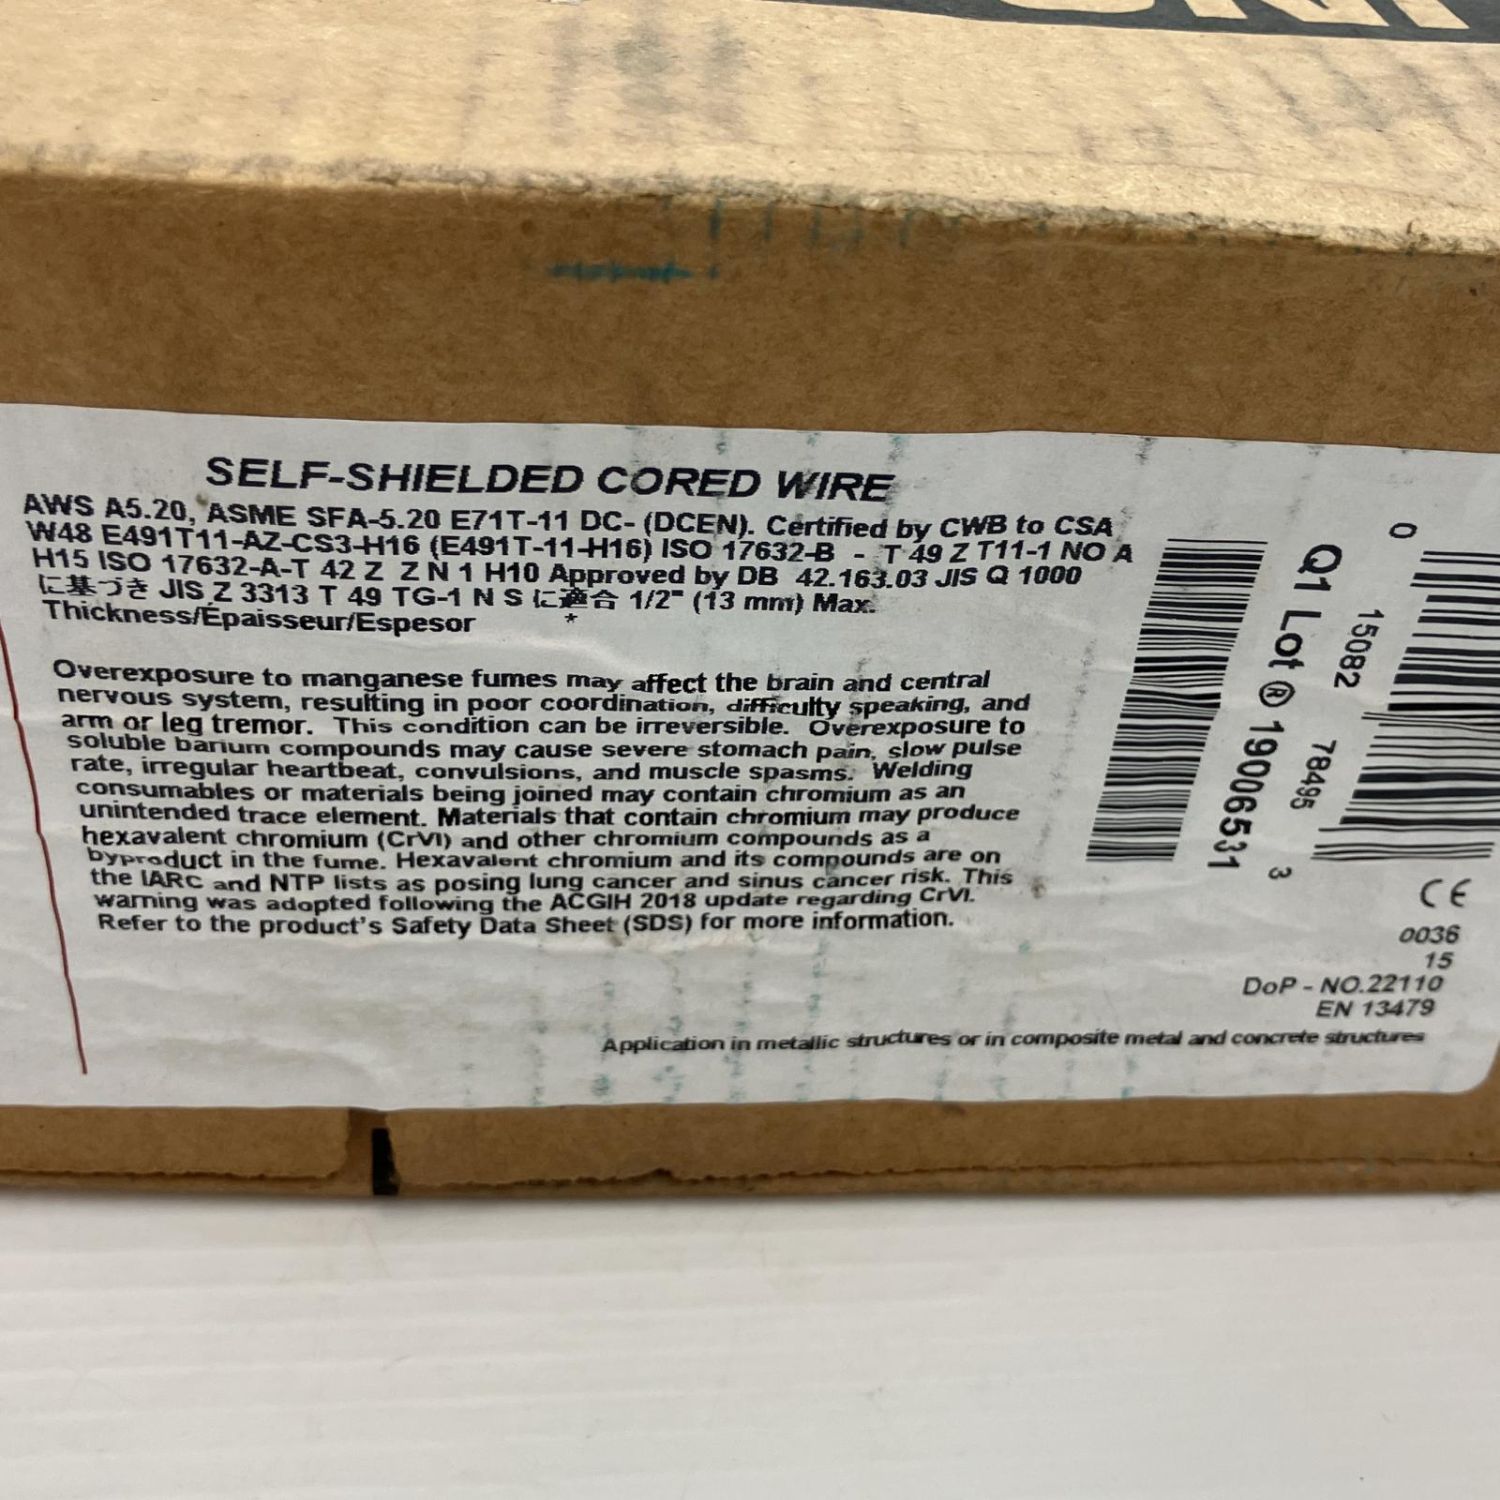 SELF-SHIELDED CORED WIRE
AWS A5.20, ASME SFA-5.20 E71T-11 DC- (DCEN). Certified by CWB to CSA
W48 E491T11-AZ-CS3-H16 (E491T-11-H16) ISO 17632-B - T 49 Z T11-1 NO A
H15 ISO 17632-A-T 42 Z Z N 1 H10 Approved by DB 42.163.03 JIS Q 1000
に基づき JIS Z 3313 T 49 TG-1 N S に適合 1/2" (13 mm) Max.
Thickness/Épaisseur/Espesor *
Overexposure to manganese fumes may affect the brain and central
nervous system, resulting in poor coordination, difficulty speaking, and
arm or leg tremor. This condition can be irreversible. Overexposure to
soluble barium compounds may cause severe stomach pain, slow pulse
rate, irregular heartbeat, convulsions, and muscle spasms. Welding
consumables or materials being joined may contain chromium as an
unintended trace element. Materials that contain chromium may produce
hexavalent chromium (CrVI) and other chromium compounds as a
byproduct in the fume. Hexavalent chromium and its compounds are on
the IARC and NTP lists as posing lung cancer and sinus cancer risk. This
warning was adopted following the ACGIH 2018 update regarding CrVI.
Refer to the product's Safety Data Sheet (SDS) for more information.
Q1 Lot ® 19006531
0 15082 78495 3
CE
0036
15
DoP - NO.22110
EN 13479
Application in metallic structures or in composite metal and concrete structures